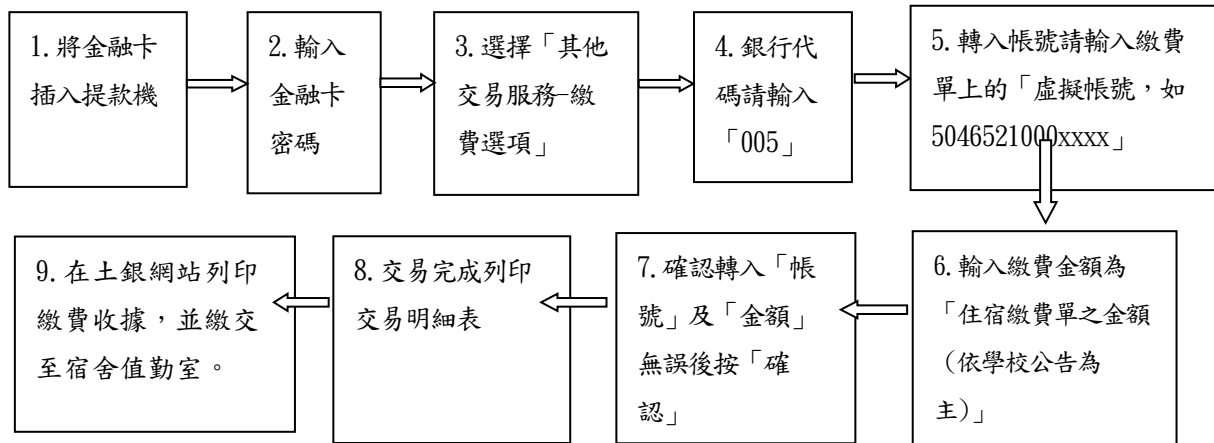 1.將金融卡
插入提款機
2.輸入
金融卡
密碼
3.選擇「其他
交易服務-繳
費選項」
4.銀行代
碼請輸入
「005」
5.轉入帳號請輸入繳費
單上的「虛擬帳號，如
5046521000xxxx」
6.輸入繳費金額為
「住宿繳費單之金額
（依學校公告為
主）」
7.確認轉入「帳
號」及「金額」
無誤後按「確
認」
8.交易完成列印
交易明細表
9.在土銀網站列印
繳費收據，並繳交
至宿舍值勤室。